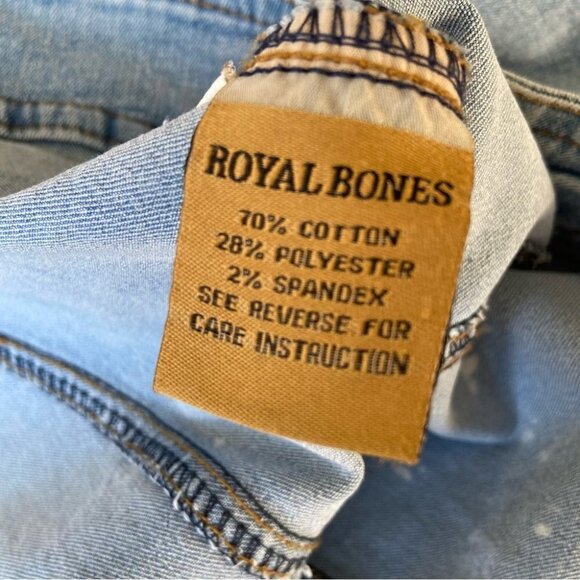 ROYAL BONES
70% COTTON
28% POLYESTER
2% SPANDEX
SEE REVERSE FOR
CARE INSTRUCTION